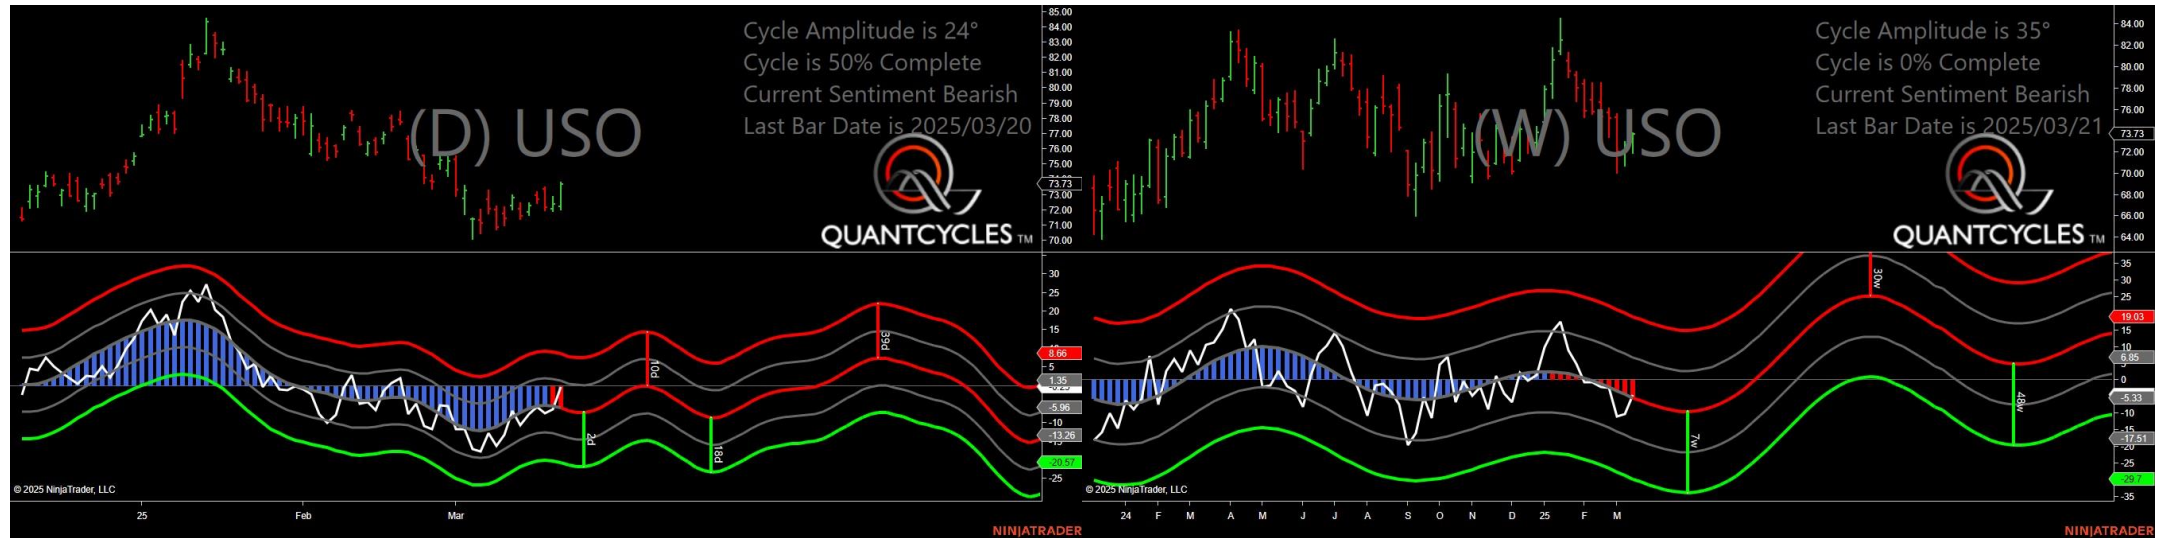 Cycle Amplitude is 24°
Cycle is 50% Complete
Current Sentiment Bearish
Last Bar Date is 2025/03/20
(D) USO
QUANTCYCLES TM
85.00
84.00
83.00
82.00
81.00
80.00
79.00
78.00
77.00
76.00
75.00
73.73
73.00
72.00
71.00
70.00
30
25
20
15
8.66
5
1.35
-5.96
-10
-13.26
-20.57
-25
10d
39d
2d
18d
© 2025 NinjaTrader, LLC
25 Feb Mar
NINJATRADER
Cycle Amplitude is 35°
Cycle is 0% Complete
Current Sentiment Bearish
Last Bar Date is 2025/03/21
(W) USO
QUANTCYCLES TM
84.00
82.00
80.00
78.00
76.00
73.73
72.00
70.00
68.00
66.00
64.00
35
30
25
19.03
15
10
6.85
0
-5.33
-10
-15
-17.51
-20
-25
-29.7
-35
30w
7w
48w
© 2025 NinjaTrader, LLC
24 F M A M J J A S O N D 25 F M
NINJATRADER